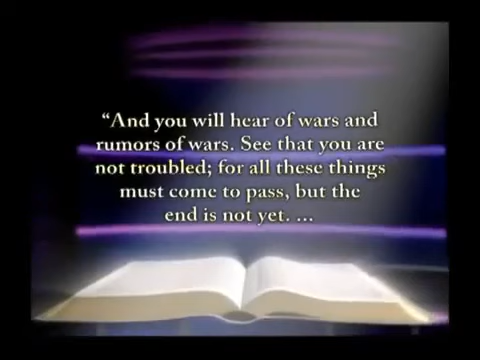 “And you will hear of wars and
rumors of wars. See that you are
not troubled; for all these things
must come to pass, but the
end is not yet. ...